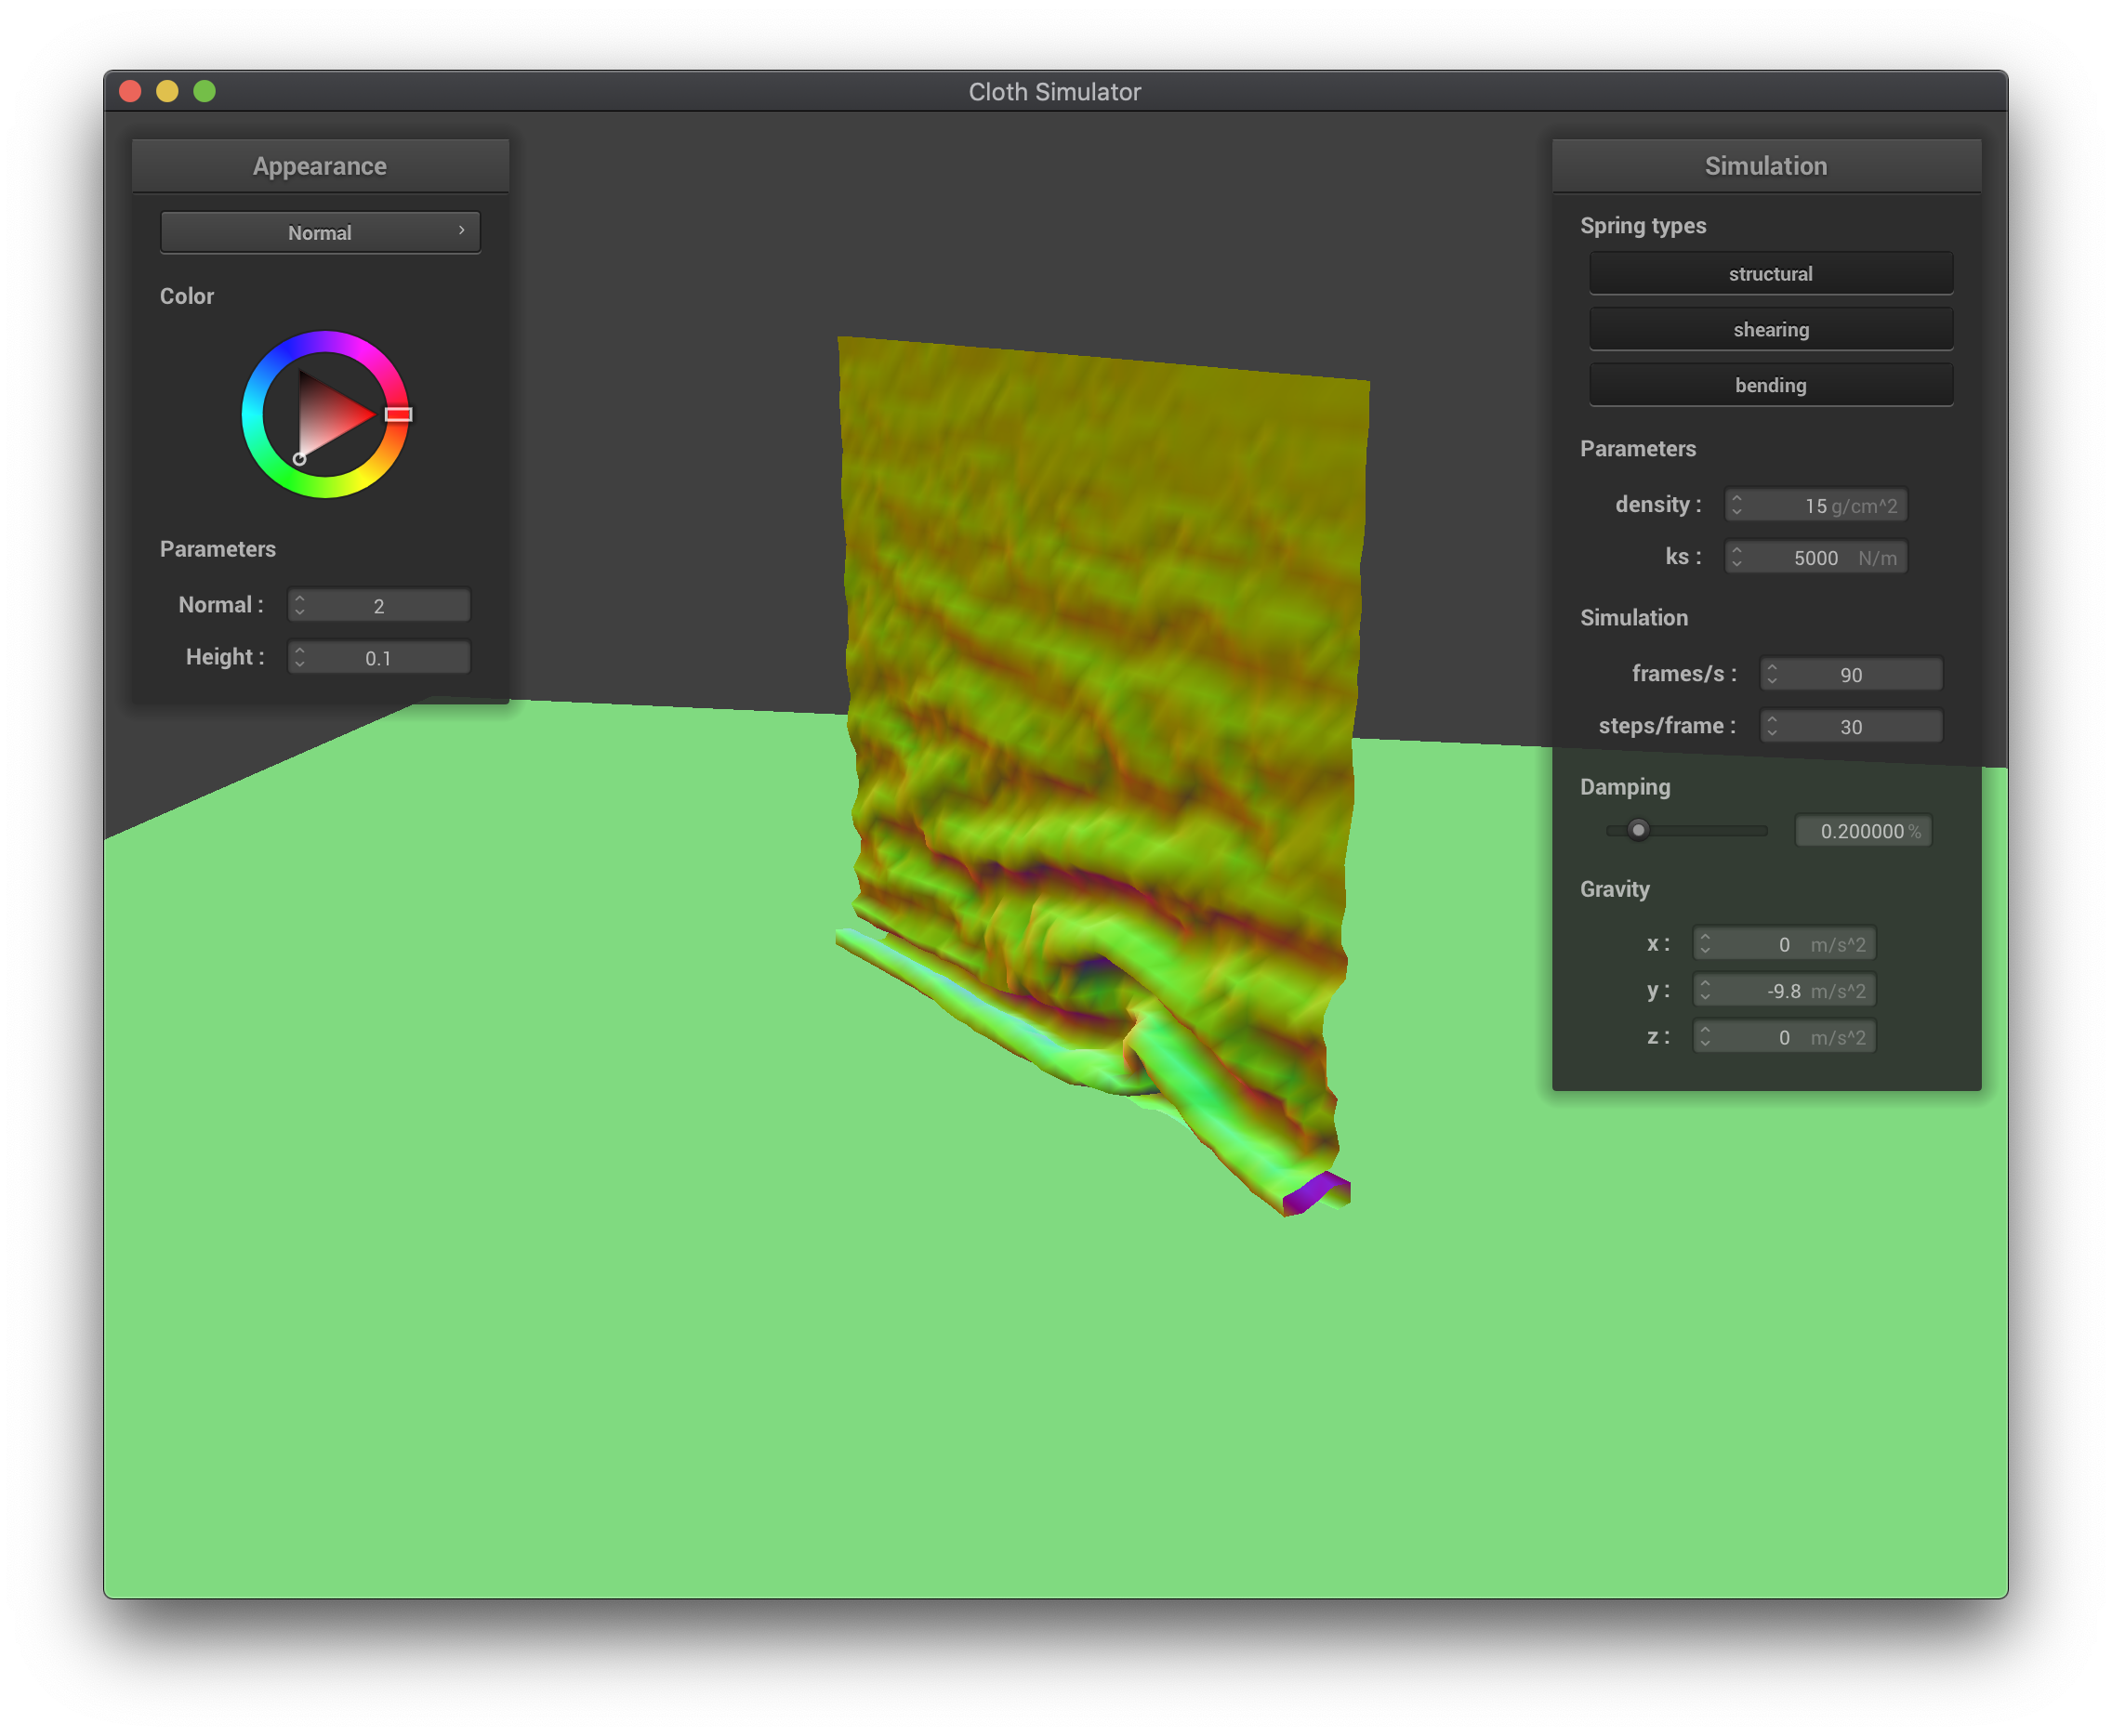 Cloth Simulator
Appearance
Normal
Color
Parameters
Normal : 2
Height : 0.1
Simulation
Spring types
structural
shearing
bending
Parameters
density : 15 g/cm^2
ks : 5000 N/m
Simulation
frames/s : 90
steps/frame : 30
Damping
0.200000 %
Gravity
x : 0 m/s^2
y : -9.8 m/s^2
z : 0 m/s^2